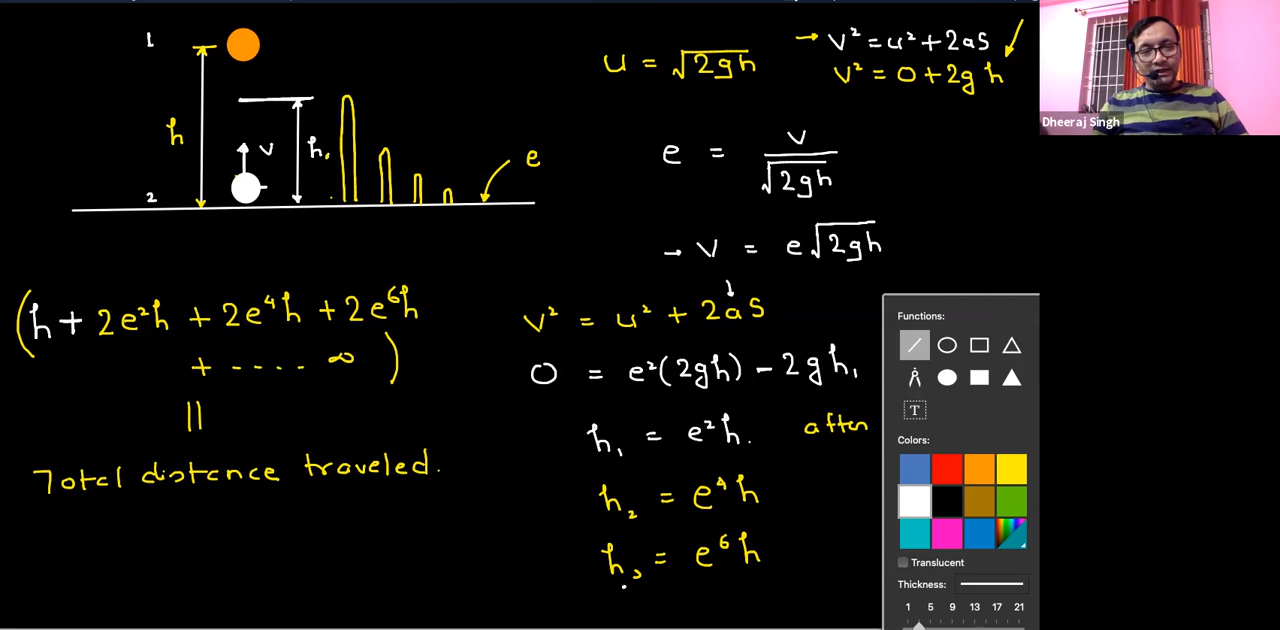 1
h
v
h₁
2
e
u = √2gh
→ v² = u² + 2as
v² = 0 + 2gh
Dheeraj Singh
e = v / √2gh
→ v = e√2gh
(h + 2e²h + 2e⁴h + 2e⁶h
+ - - - - ∞ )
||
Total distance traveled.
v² = u² + 2as
0 = e²(2gh) - 2gh₁
h₁ = e²h. after
h₂ = e⁴h
h₃ = e⁶h
Functions:
T
Colors:
Translucent
Thickness:
1 5 9 13 17 21